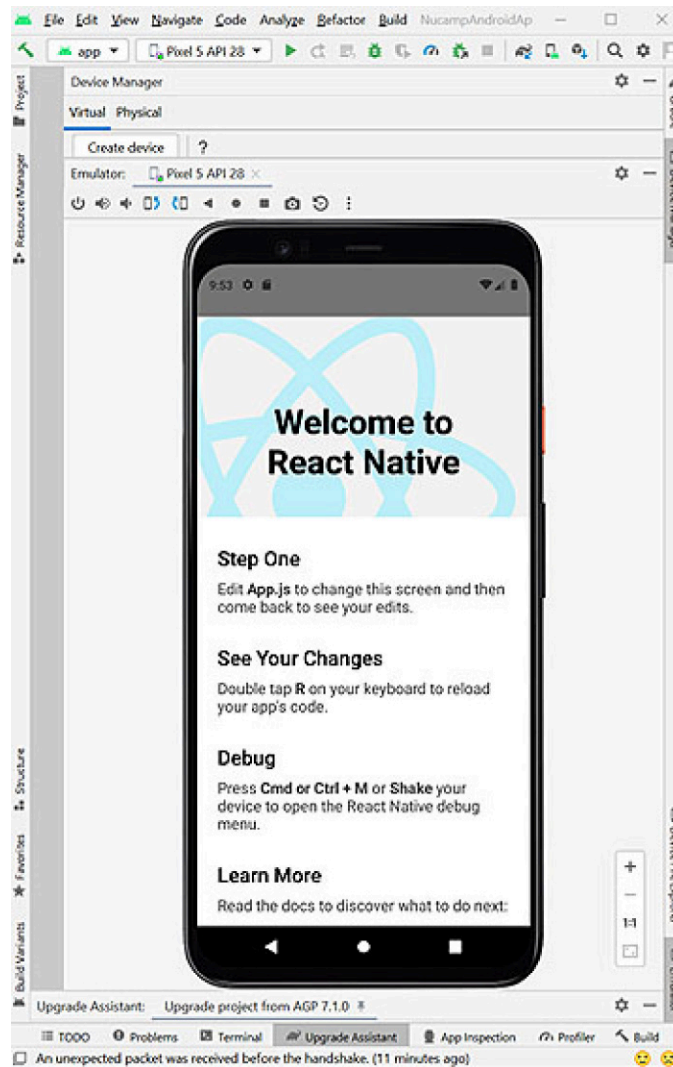 File Edit View Navigate Code Analyze Refactor Build NucampAndroidAp
app Pixel 5 API 28
Device Manager
Virtual Physical
Create device ?
Emulator: Pixel 5 API 28
9:53
Welcome to
React Native
Step One
Edit App.js to change this screen and then
come back to see your edits.
See Your Changes
Double tap R on your keyboard to reload
your app's code.
Debug
Press Cmd or Ctrl + M or Shake your
device to open the React Native debug
menu.
Learn More
Read the docs to discover what to do next:
1:1
Project
Resource Manager
Structure
Favorites
Build Variants
Upgrade Assistant: Upgrade project from AGP 7.1.0
TODO Problems Terminal Upgrade Assistant App Inspection Profiler Build
An unexpected packet was received before the handshake. (11 minutes ago)